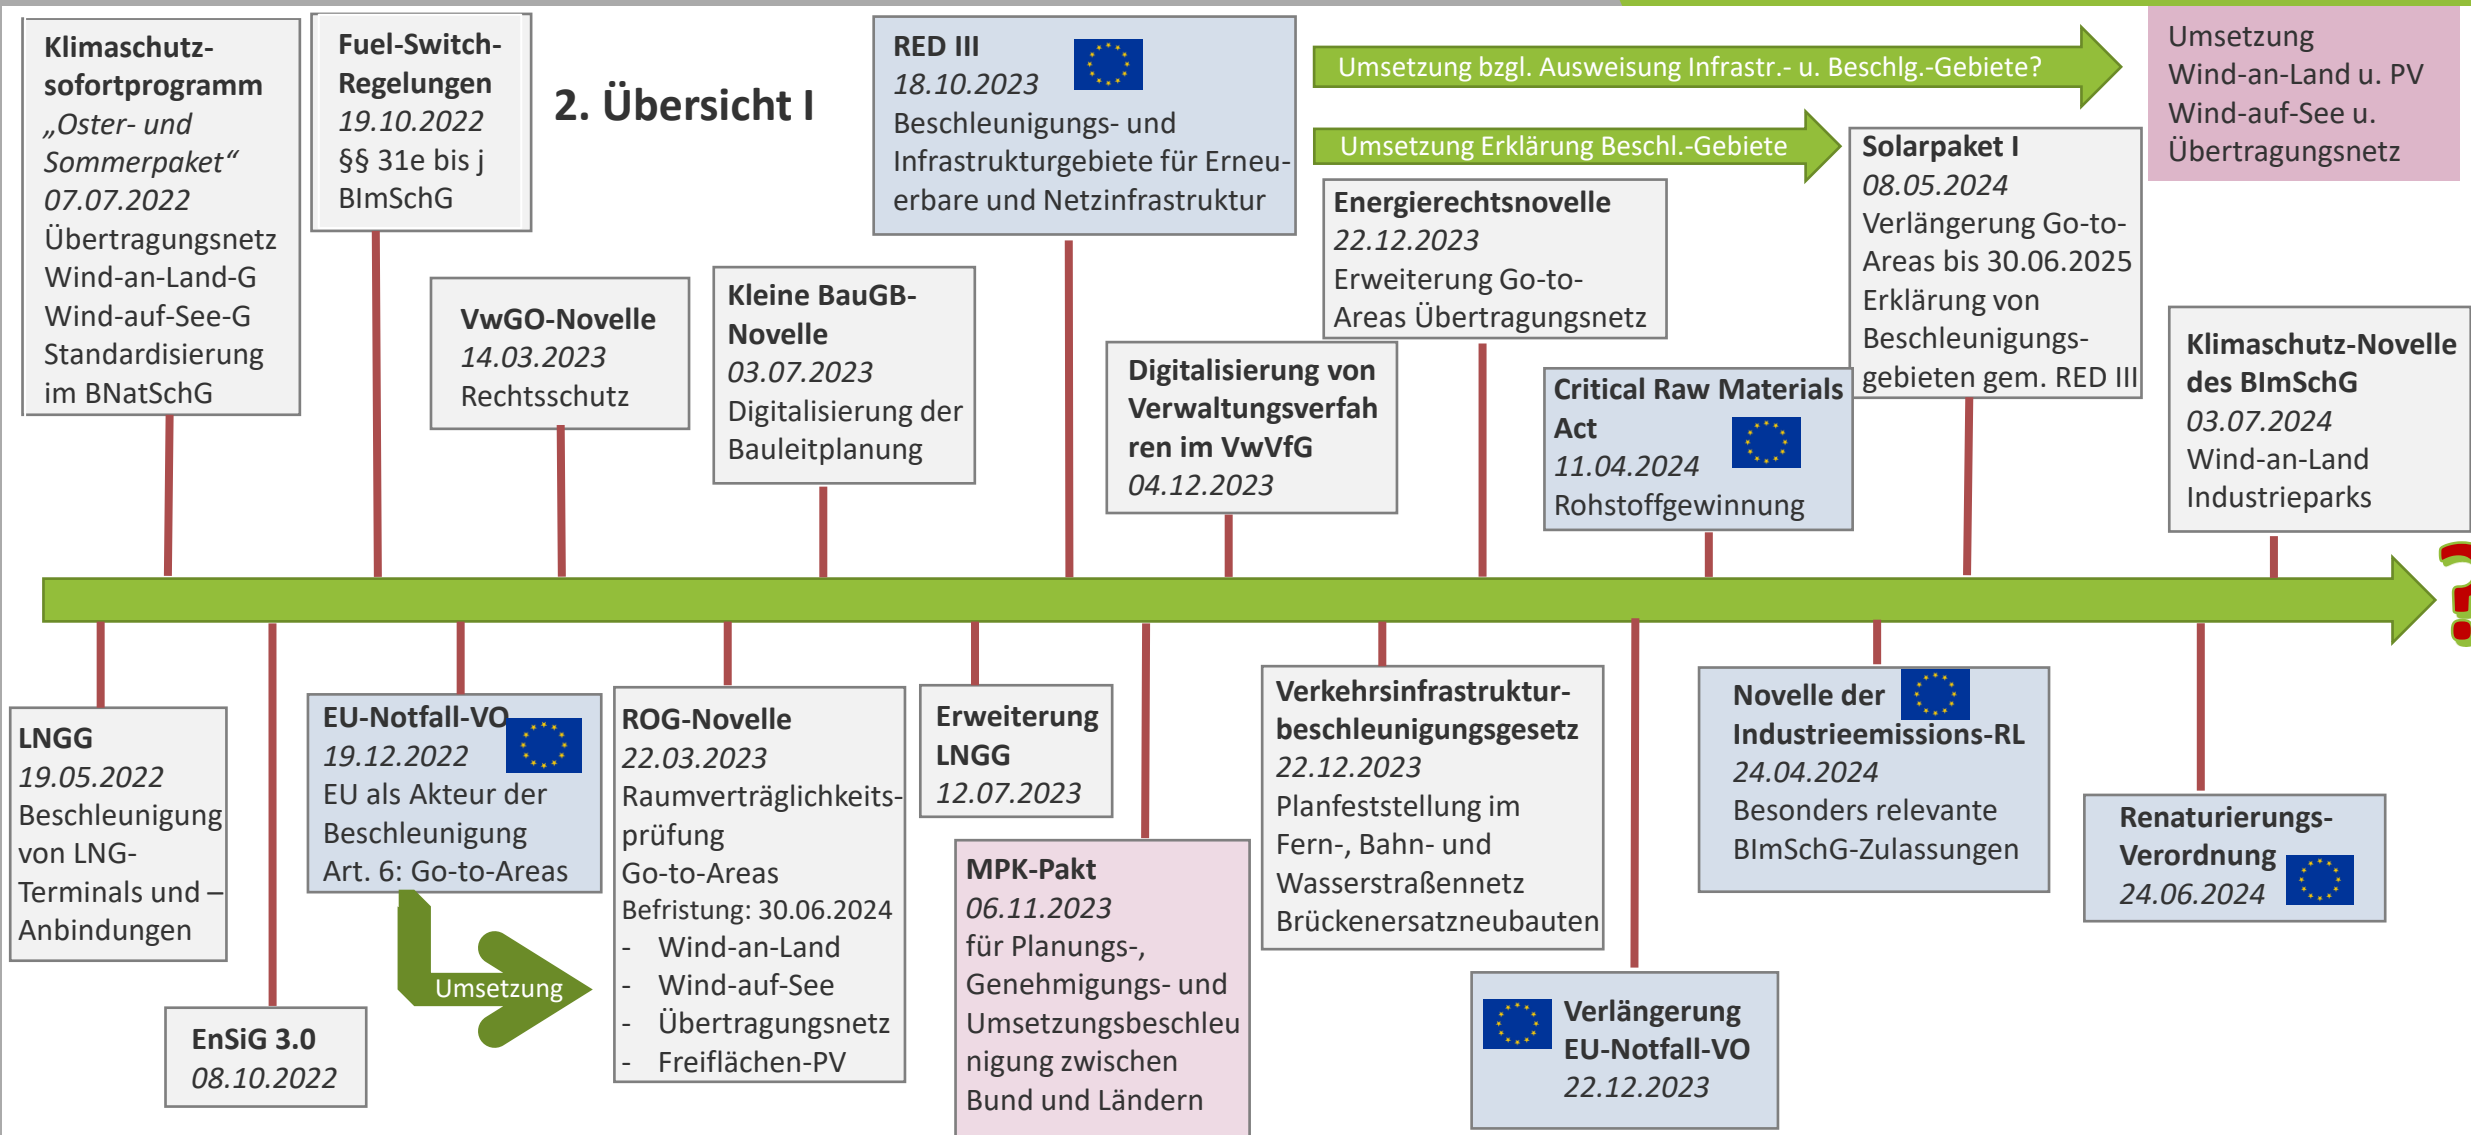 Klimaschutz-
sofortprogramm
„Oster- und
Sommerpaket“
07.07.2022
Übertragungsnetz
Wind-an-Land-G
Wind-auf-See-G
Standardisierung
im BNatSchG
Fuel-Switch-
Regelungen
19.10.2022
§§ 31e bis j
BImSchG
2. Übersicht I
RED III
18.10.2023
Beschleunigungs- und
Infrastrukturgebiete für Erneu-
erbare und Netzinfrastruktur
Umsetzung bzgl. Ausweisung Infrastr.- u. Beschlg.-Gebiete?
Umsetzung Erklärung Beschl.-Gebiete
Umsetzung
Wind-an-Land u. PV
Wind-auf-See u.
Übertragungsnetz
VwGO-Novelle
14.03.2023
Rechtsschutz
Kleine BauGB-
Novelle
03.07.2023
Digitalisierung der
Bauleitplanung
Digitalisierung von
Verwaltungsverfah
ren im VwVfG
04.12.2023
Energierechtsnovelle
22.12.2023
Erweiterung Go-to-
Areas Übertragungsnetz
Critical Raw Materials
Act
11.04.2024
Rohstoffgewinnung
Solarpaket I
08.05.2024
Verlängerung Go-to-
Areas bis 30.06.2025
Erklärung von
Beschleunigungs-
gebieten gem. RED III
Klimaschutz-Novelle
des BImSchG
03.07.2024
Wind-an-Land
Industrieparks
?
LNGG
19.05.2022
Beschleunigung
von LNG-
Terminals und –
Anbindungen
EnSiG 3.0
08.10.2022
EU-Notfall-VO
19.12.2022
EU als Akteur der
Beschleunigung
Art. 6: Go-to-Areas
Umsetzung
ROG-Novelle
22.03.2023
Raumverträglichkeits-
prüfung
Go-to-Areas
Befristung: 30.06.2024
- Wind-an-Land
- Wind-auf-See
- Übertragungsnetz
- Freiflächen-PV
Erweiterung
LNGG
12.07.2023
MPK-Pakt
06.11.2023
für Planungs-,
Genehmigungs- und
Umsetzungsbeschleu
nigung zwischen
Bund und Ländern
Verkehrsinfrastruktur-
beschleunigungsgesetz
22.12.2023
Planfeststellung im
Fern-, Bahn- und
Wasserstraßennetz
Brückenersatzneubauten
Verlängerung
EU-Notfall-VO
22.12.2023
Novelle der
Industrieemissions-RL
24.04.2024
Besonders relevante
BImSchG-Zulassungen
Renaturierungs-
Verordnung
24.06.2024